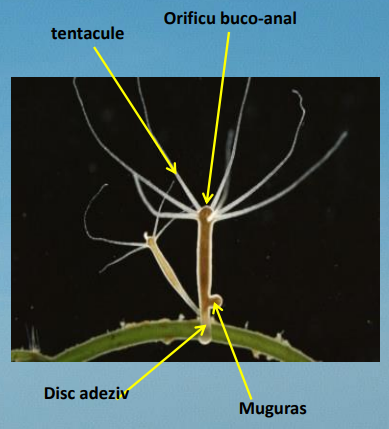 Orificu buco-anal
tentacule
Disc adeziv
Muguras